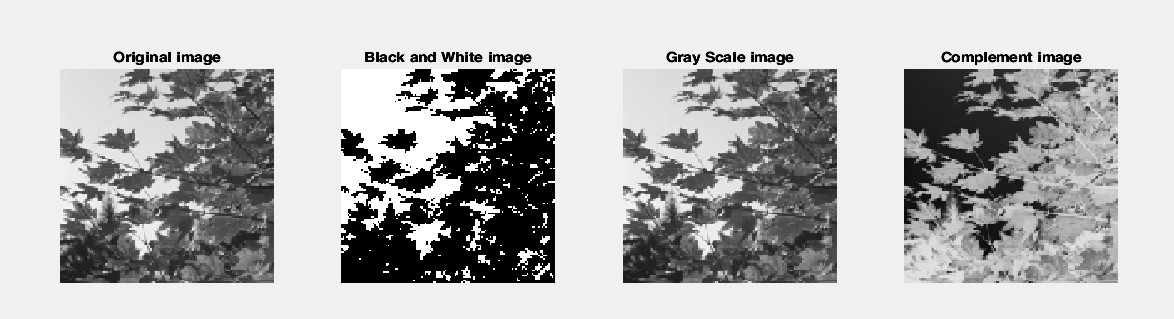 Original image
Black and White image
Gray Scale image
Complement image